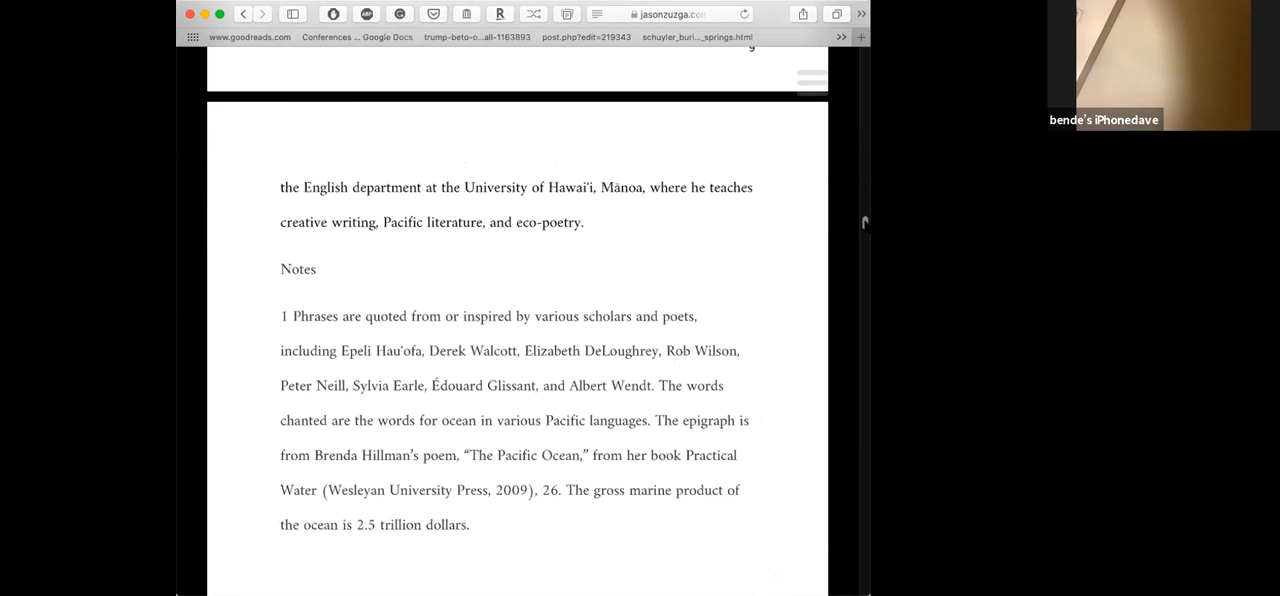 jasonzuzga.com
www.goodreads.com Conferences ... Google Docs trump-beto-o...all-1163893 post.php?edit=219343 schuyler_buri..._springs.html
bende's iPhonedave
the English department at the University of Hawaiʻi, Mānoa, where he teaches
creative writing, Pacific literature, and eco-poetry.
Notes
1 Phrases are quoted from or inspired by various scholars and poets,
including Epeli Hauʻofa, Derek Walcott, Elizabeth DeLoughrey, Rob Wilson,
Peter Neill, Sylvia Earle, Édouard Glissant, and Albert Wendt. The words
chanted are the words for ocean in various Pacific languages. The epigraph is
from Brenda Hillman’s poem, “The Pacific Ocean,” from her book Practical
Water (Wesleyan University Press, 2009), 26. The gross marine product of
the ocean is 2.5 trillion dollars.